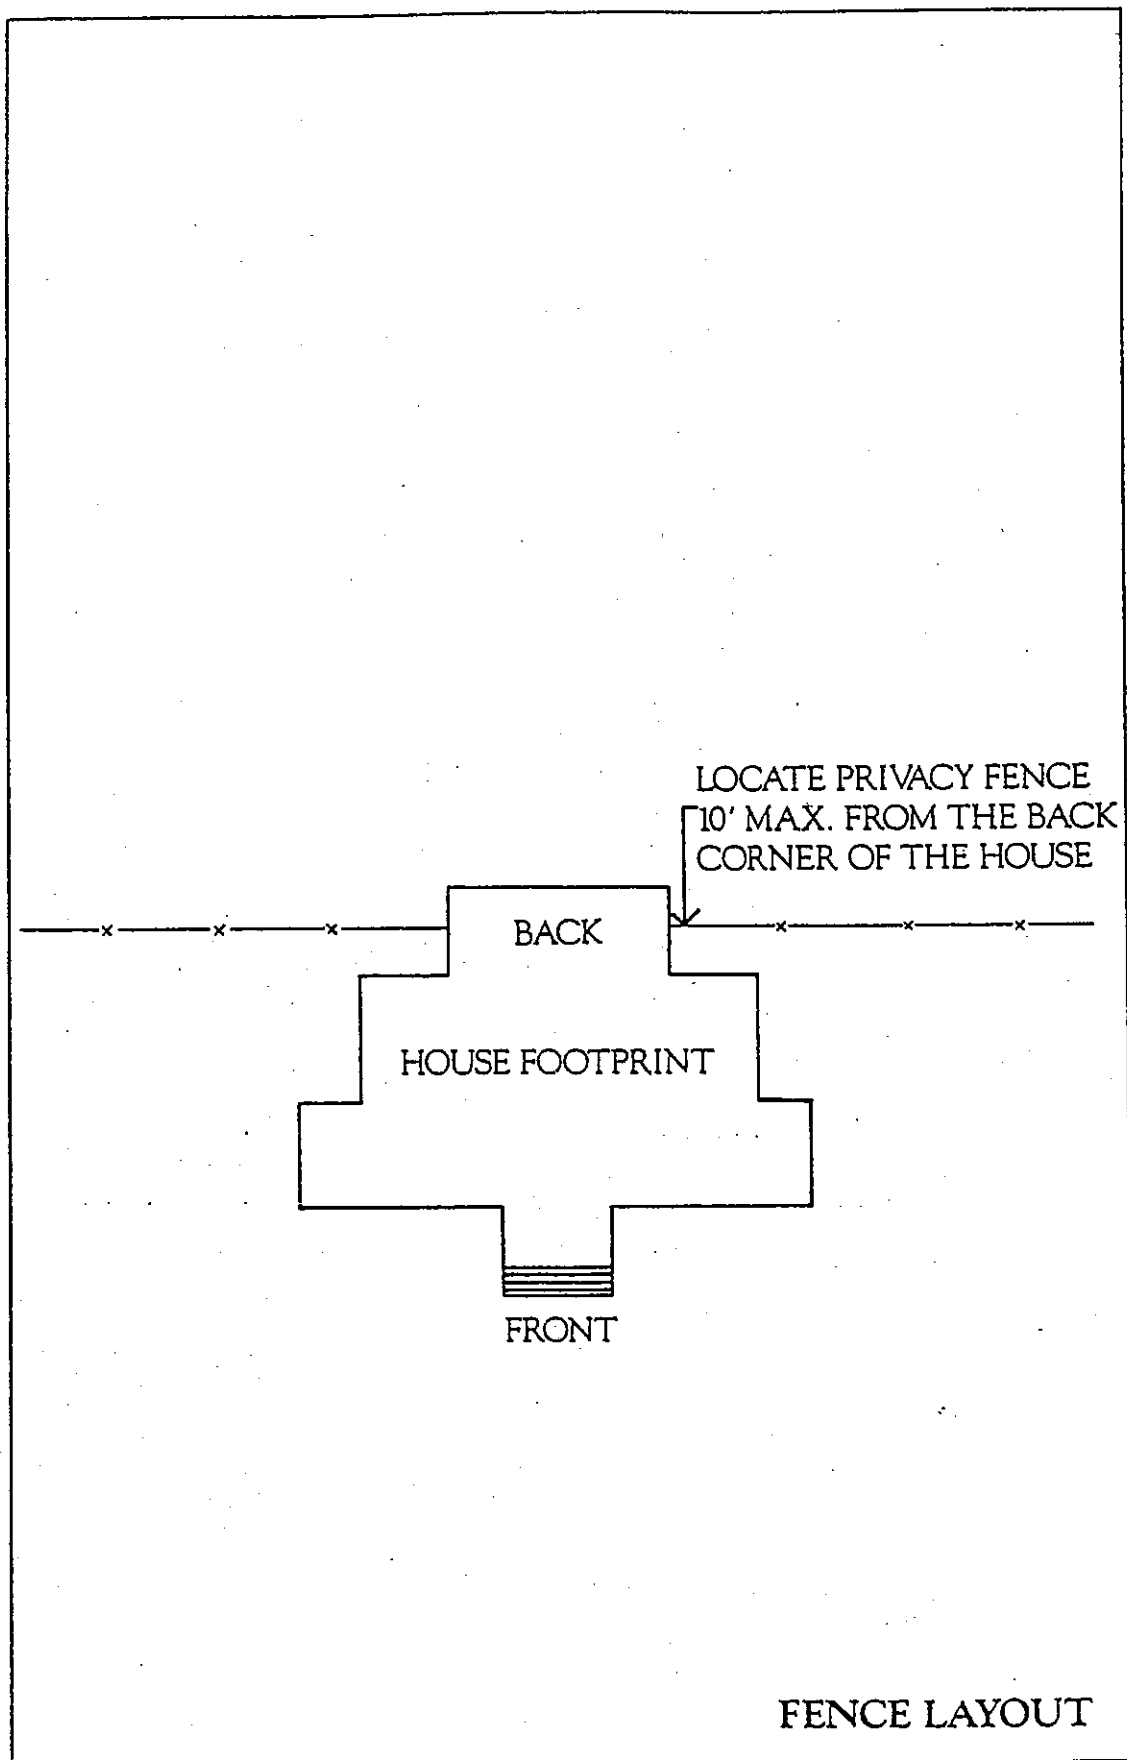 LOCATE PRIVACY FENCE
10' MAX. FROM THE BACK
CORNER OF THE HOUSE
BACK
HOUSE FOOTPRINT
FRONT
FENCE LAYOUT